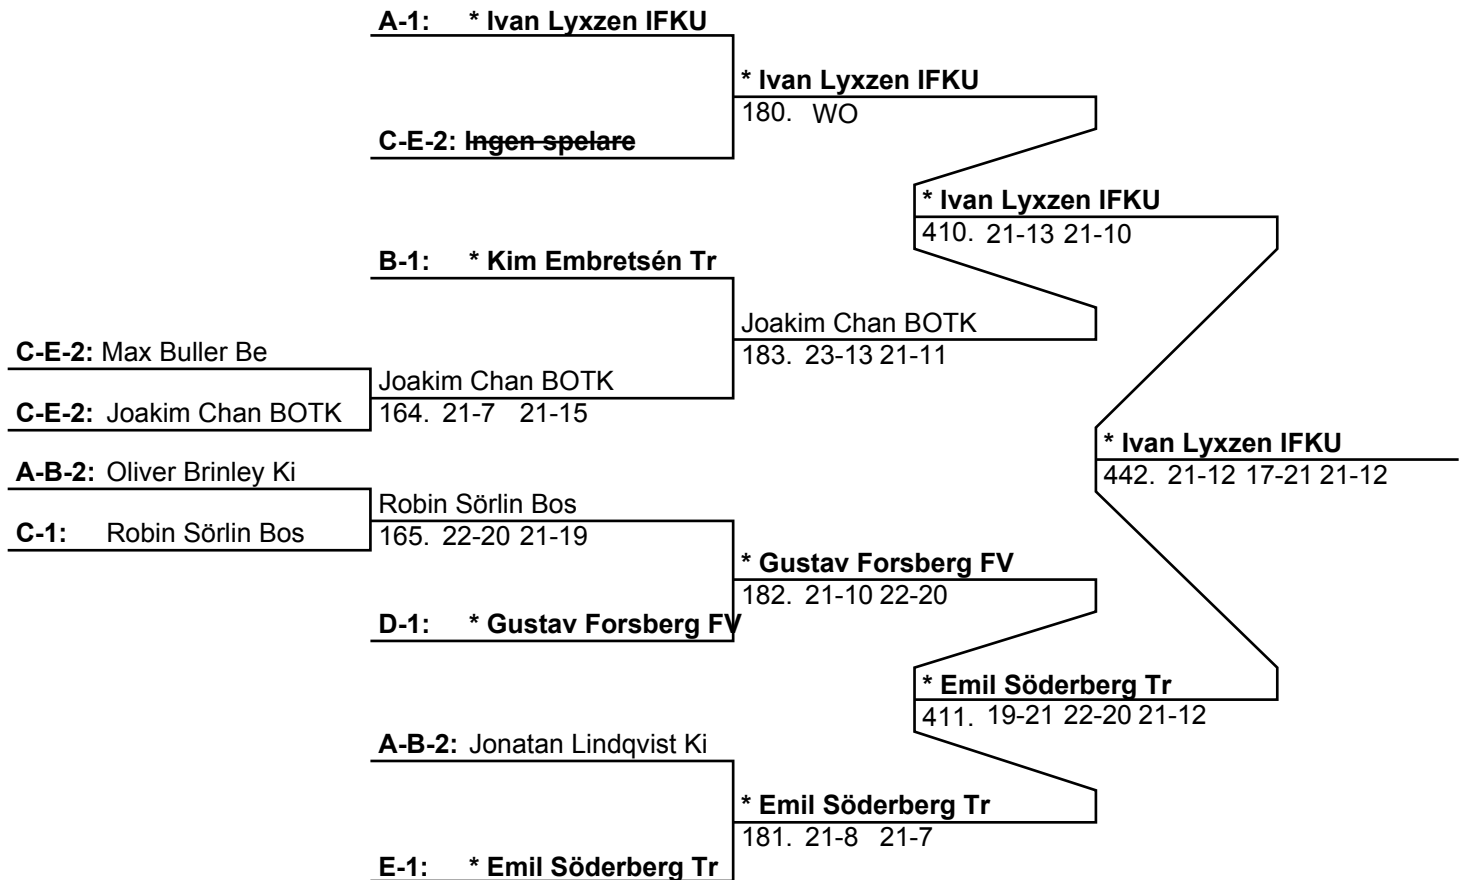 A-1: * Ivan Lyxzen IFKU
* Ivan Lyxzen IFKU
180. WO
C-E-2: Ingen spelare
* Ivan Lyxzen IFKU
410. 21-13 21-10
B-1: * Kim Embretsén Tr
Joakim Chan BOTK
183. 23-13 21-11
C-E-2: Max Buller Be
Joakim Chan BOTK
164. 21-7 21-15
C-E-2: Joakim Chan BOTK
* Ivan Lyxzen IFKU
442. 21-12 17-21 21-12
A-B-2: Oliver Brinley Ki
Robin Sörlin Bos
165. 22-20 21-19
C-1: Robin Sörlin Bos
* Gustav Forsberg FV
182. 21-10 22-20
D-1: * Gustav Forsberg FV
* Emil Söderberg Tr
411. 19-21 22-20 21-12
A-B-2: Jonatan Lindqvist Ki
* Emil Söderberg Tr
181. 21-8 21-7
E-1: * Emil Söderberg Tr